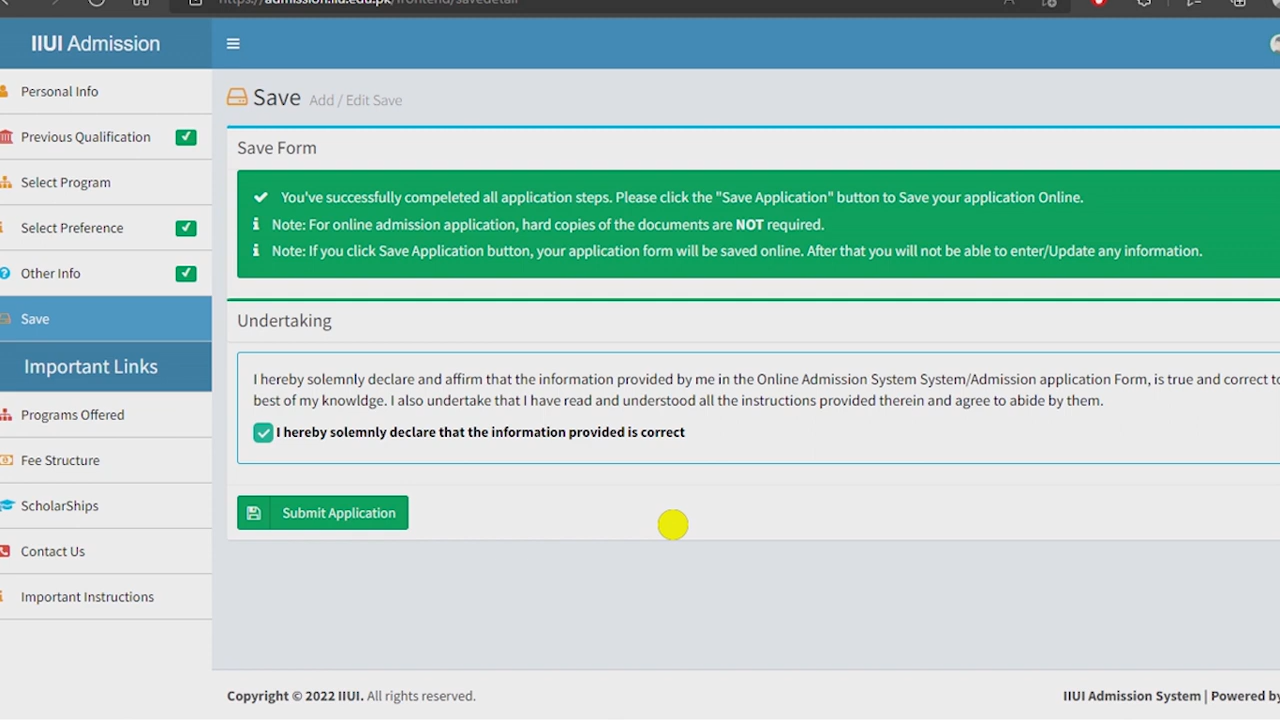 https://admission.iiu.edu.pk/frontend/savedetail
IIUI Admission
Personal Info
Previous Qualification
Select Program
Select Preference
Other Info
Save
Important Links
Programs Offered
Fee Structure
ScholarShips
Contact Us
Important Instructions
Save Add / Edit Save
Save Form
You've successfully compeleted all application steps. Please click the "Save Application" button to Save your application Online.
Note: For online admission application, hard copies of the documents are NOT required.
Note: If you click Save Application button, your application form will be saved online. After that you will not be able to enter/Update any information.
Undertaking
I hereby solemnly declare and affirm that the information provided by me in the Online Admission System System/Admission application Form, is true and correct to
best of my knowldge. I also undertake that I have read and understood all the instructions provided therein and agree to abide by them.
I hereby solemnly declare that the information provided is correct
Submit Application
Copyright © 2022 IIUI. All rights reserved.
IIUI Admission System | Powered by